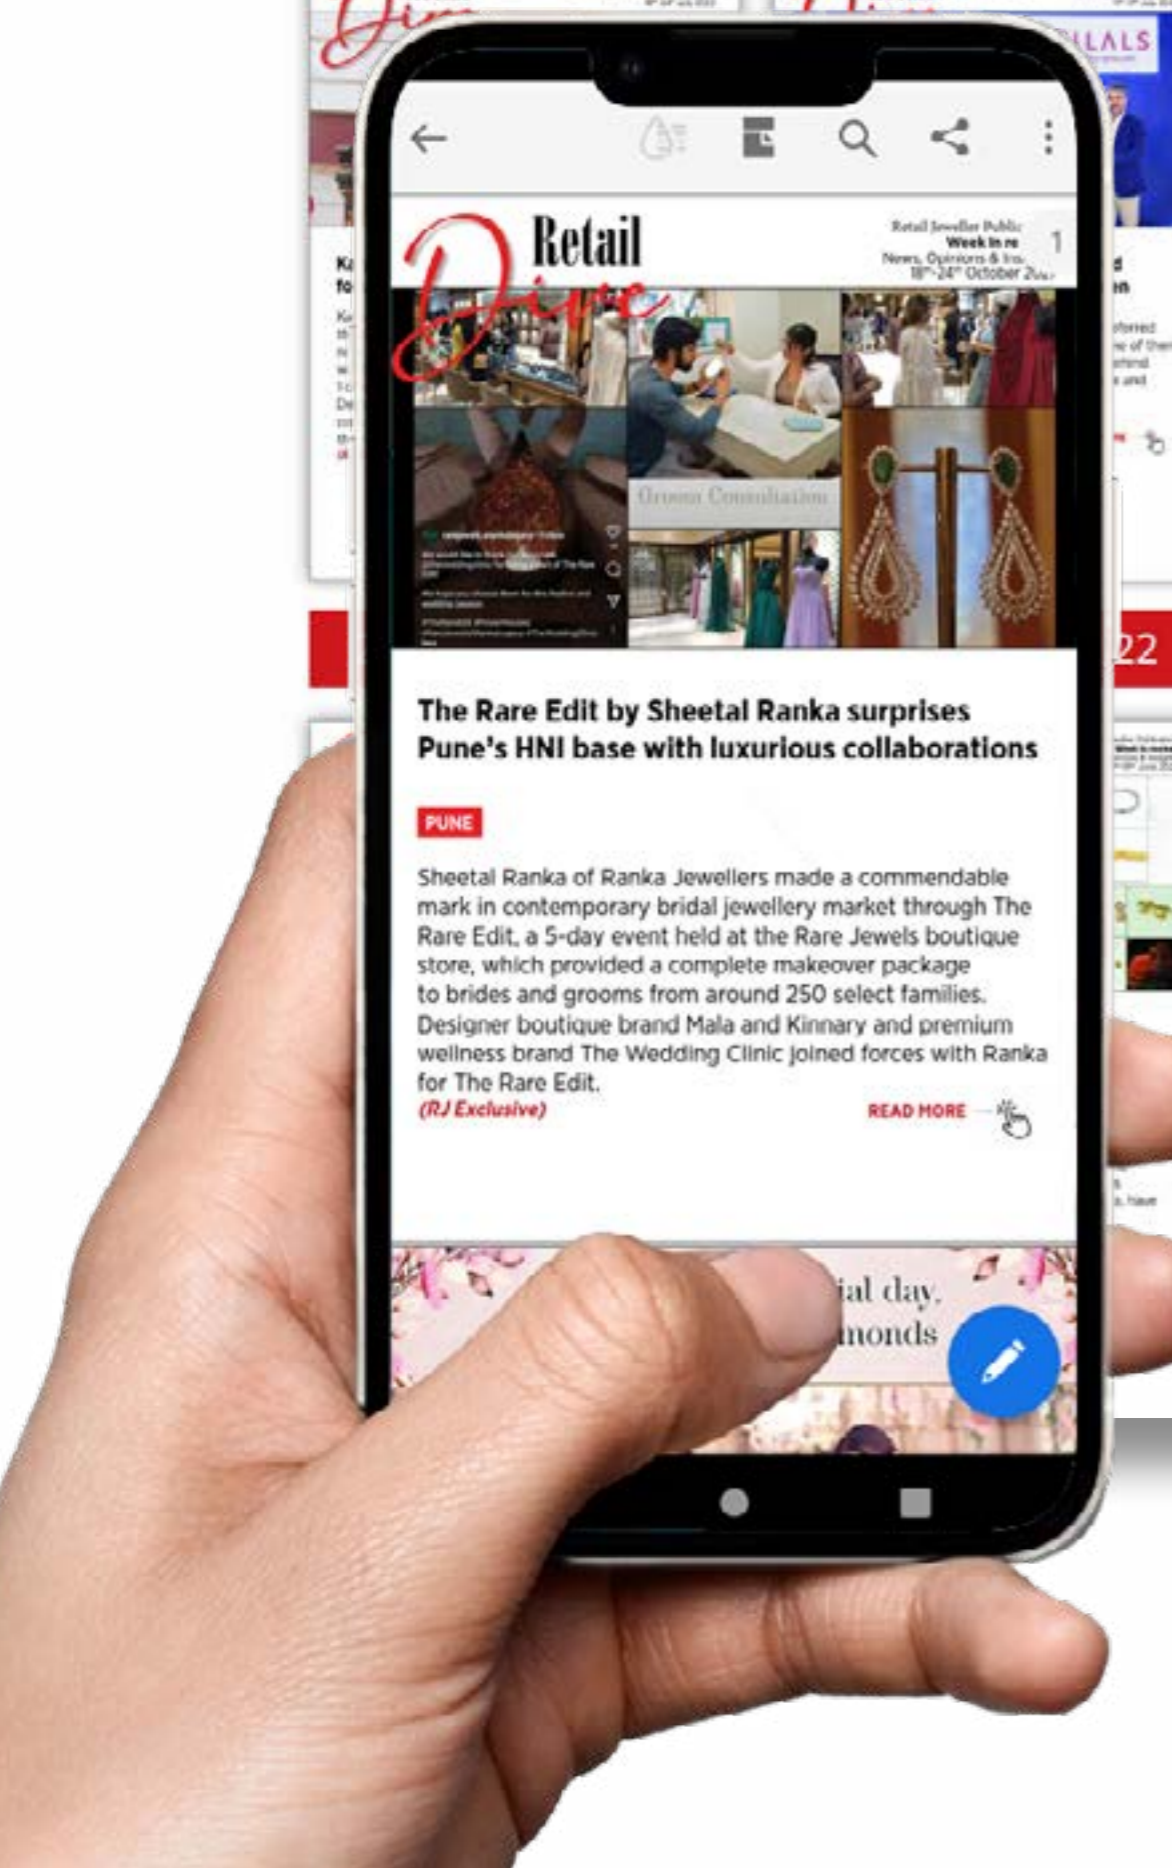 ILALS
Retail
Dive
Retail Jeweller Public
Week in re
News, Opinions & Ins
18th-24th October
1
Groom Consultation
22
The Rare Edit by Sheetal Ranka surprises
Pune's HNI base with luxurious collaborations
PUNE
Sheetal Ranka of Ranka Jewellers made a commendable
mark in contemporary bridal jewellery market through The
Rare Edit, a 5-day event held at the Rare Jewels boutique
store, which provided a complete makeover package
to brides and grooms from around 250 select families.
Designer boutique brand Mala and Kinnary and premium
wellness brand The Wedding Clinic joined forces with Ranka
for The Rare Edit.
(RJ Exclusive)
READ MORE
ial day,
monds